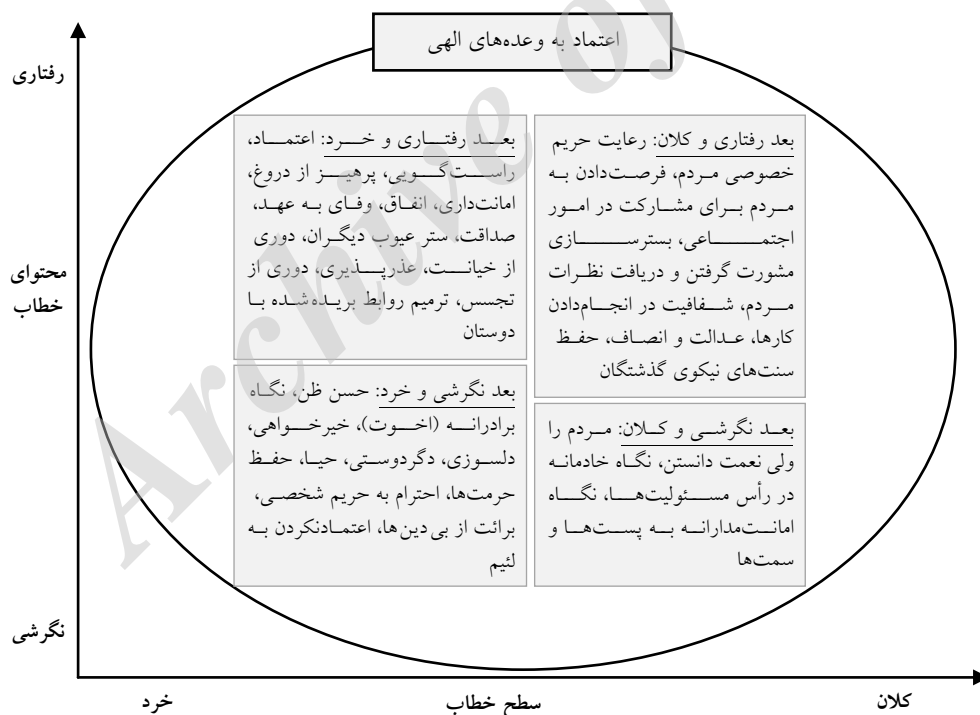 اعتماد به وعده‌های الهی
رفتاری
محتوای
خطاب
نگرشی
بعد رفتاری و کلان: رعایت حریم
خصوصی مردم، فرصت‌دادن به
مردم برای مشارکت در امور
اجتماعی، بسترسازی
مشورت گرفتن و دریافت نظرات
مردم، شفافیت در انجام‌دادن
کارها، عدالت و انصاف، حفظ
سنت‌های نیکوی گذشتگان
بعد رفتاری و خرد: اعتماد،
راست‌گویی، پرهیز از دروغ،
امانت‌داری، انفاق، وفای به عهد،
صداقت، ستر عیوب دیگران، دوری
از خیانت، عذرپذیری، دوری از
تجسس، ترمیم روابط بریده‌شده با
دوستان
بعد نگرشی و کلان: مردم را
ولی نعمت دانستن، نگاه خادمانه
در رأس مسئولیت‌ها، نگاه
امانت‌مدارانه به پست‌ها و
سمت‌ها
بعد نگرشی و خرد: حسن ظن، نگاه
برادرانه (اخوت)، خیرخواهی،
دلسوزی، دگردوستی، حیا، حفظ
حرمت‌ها، احترام به حریم شخصی،
برائت از بی‌دین‌ها، اعتمادنکردن به
لئیم
خرد
سطح خطاب
کلان
Archive of